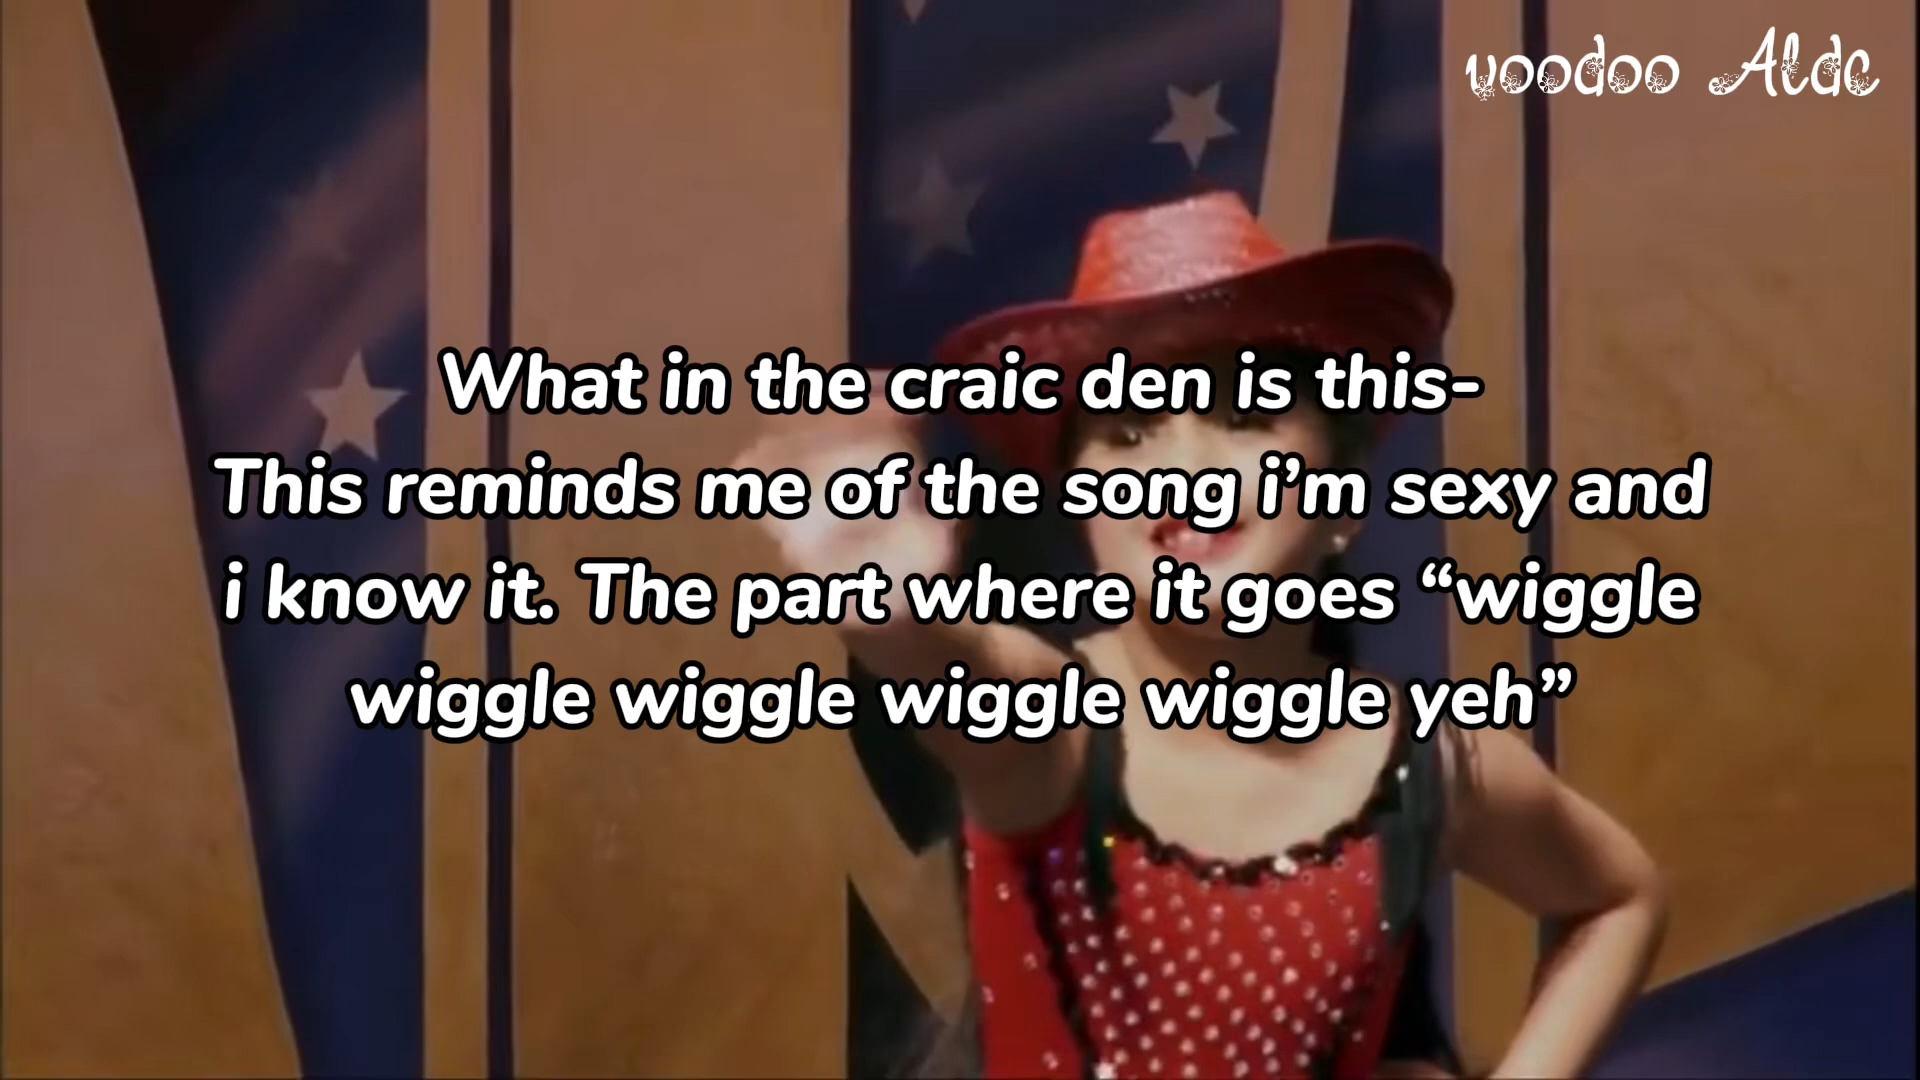 voodoo Aldc
What in the craic den is this-
This reminds me of the song i’m sexy and
i know it. The part where it goes “wiggle
wiggle wiggle wiggle wiggle yeh”